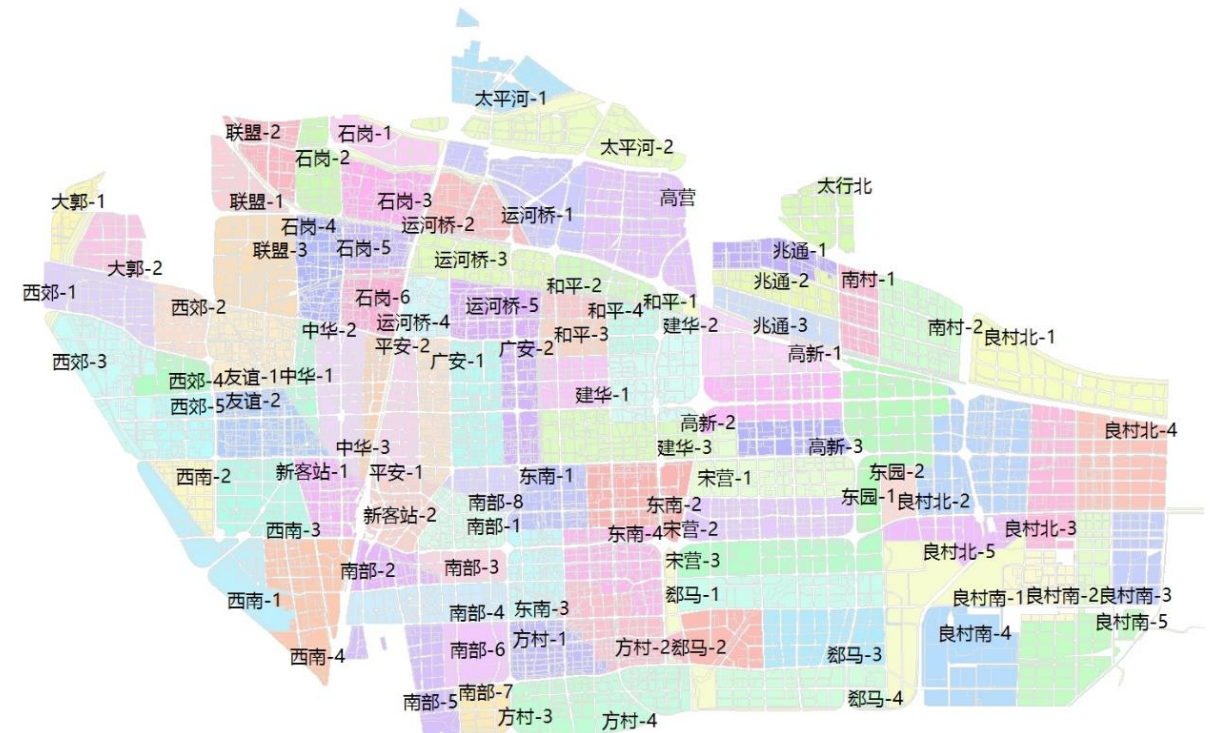 太平河-1
联盟-2
石岗-1
石岗-2
太平河-2
太行北
大郭-1
联盟-1
石岗-3
运河桥-2
运河桥-1
高营
石岗-4
联盟-3
石岗-5
运河桥-3
兆通-1
大郭-2
兆通-2
南村-1
西郊-1
西郊-2
石岗-6
运河桥-4
运河桥-5
和平-2
和平-4
和平-1
中华-2
平安-2
广安-2
和平-3
建华-2
兆通-3
南村-2
良村北-1
西郊-3
广安-1
高新-1
西郊-4
友谊-1
中华-1
西郊-5
友谊-2
建华-1
高新-2
良村北-4
中华-3
建华-3
高新-3
西南-2
新客站-1
平安-1
东南-1
宋营-1
东园-2
南部-8
东南-2
东园-1
良村北-2
新客站-2
西南-3
南部-1
东南-4
宋营-2
良村北-3
良村北-5
南部-2
南部-3
宋营-3
西南-1
南部-4
东南-3
郄马-1
良村南-1
良村南-2
良村南-3
良村南-5
西南-4
南部-6
方村-1
方村-2
郄马-2
郄马-3
良村南-4
南部-5
南部-7
方村-3
方村-4
郄马-4